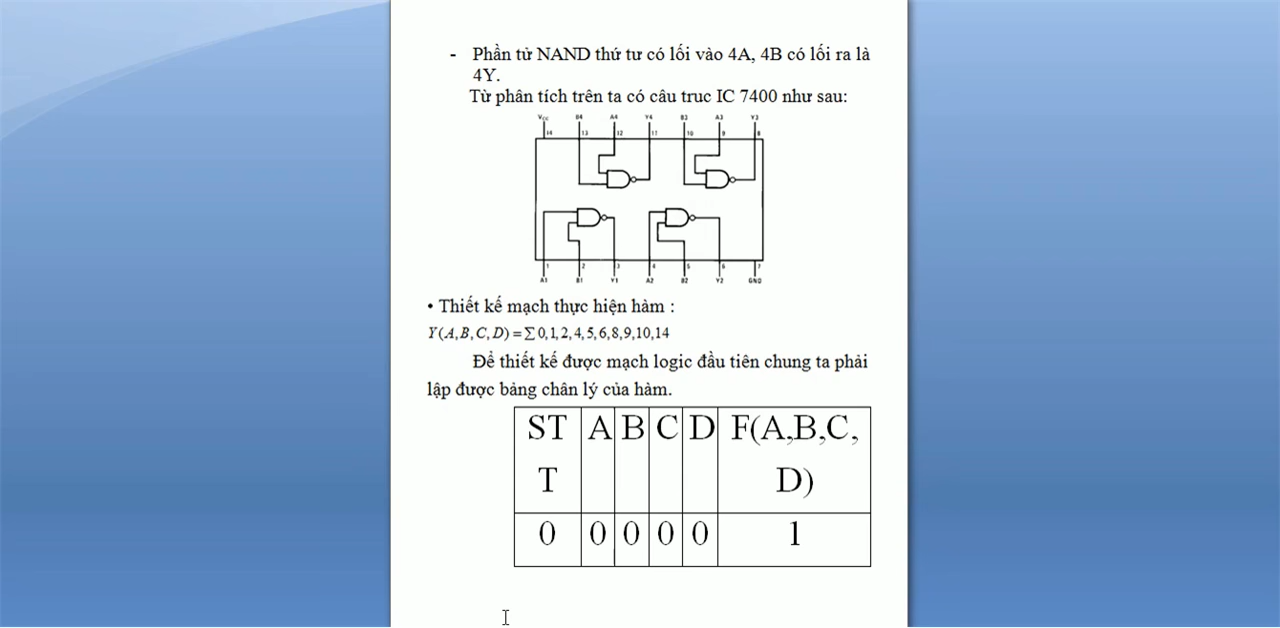 - Phần tử NAND thứ tư có lối vào 4A, 4B có lối ra là
4Y.
Từ phân tích trên ta có câu truc IC 7400 như sau:
VCC B4 A4 Y4 B3 A3 Y3
14 13 12 11 10 9 8
1 2 3 4 5 6 7
A1 B1 Y1 A2 B2 Y2 GND
• Thiết kế mạch thực hiện hàm :
Y(A,B,C,D)=∑0,1,2,4,5,6,8,9,10,14
Để thiết kế được mạch logic đầu tiên chung ta phải
lập được bảng chân lý của hàm.
ST A B C D F(A,B,C,
T D)
0 0 0 0 0 1